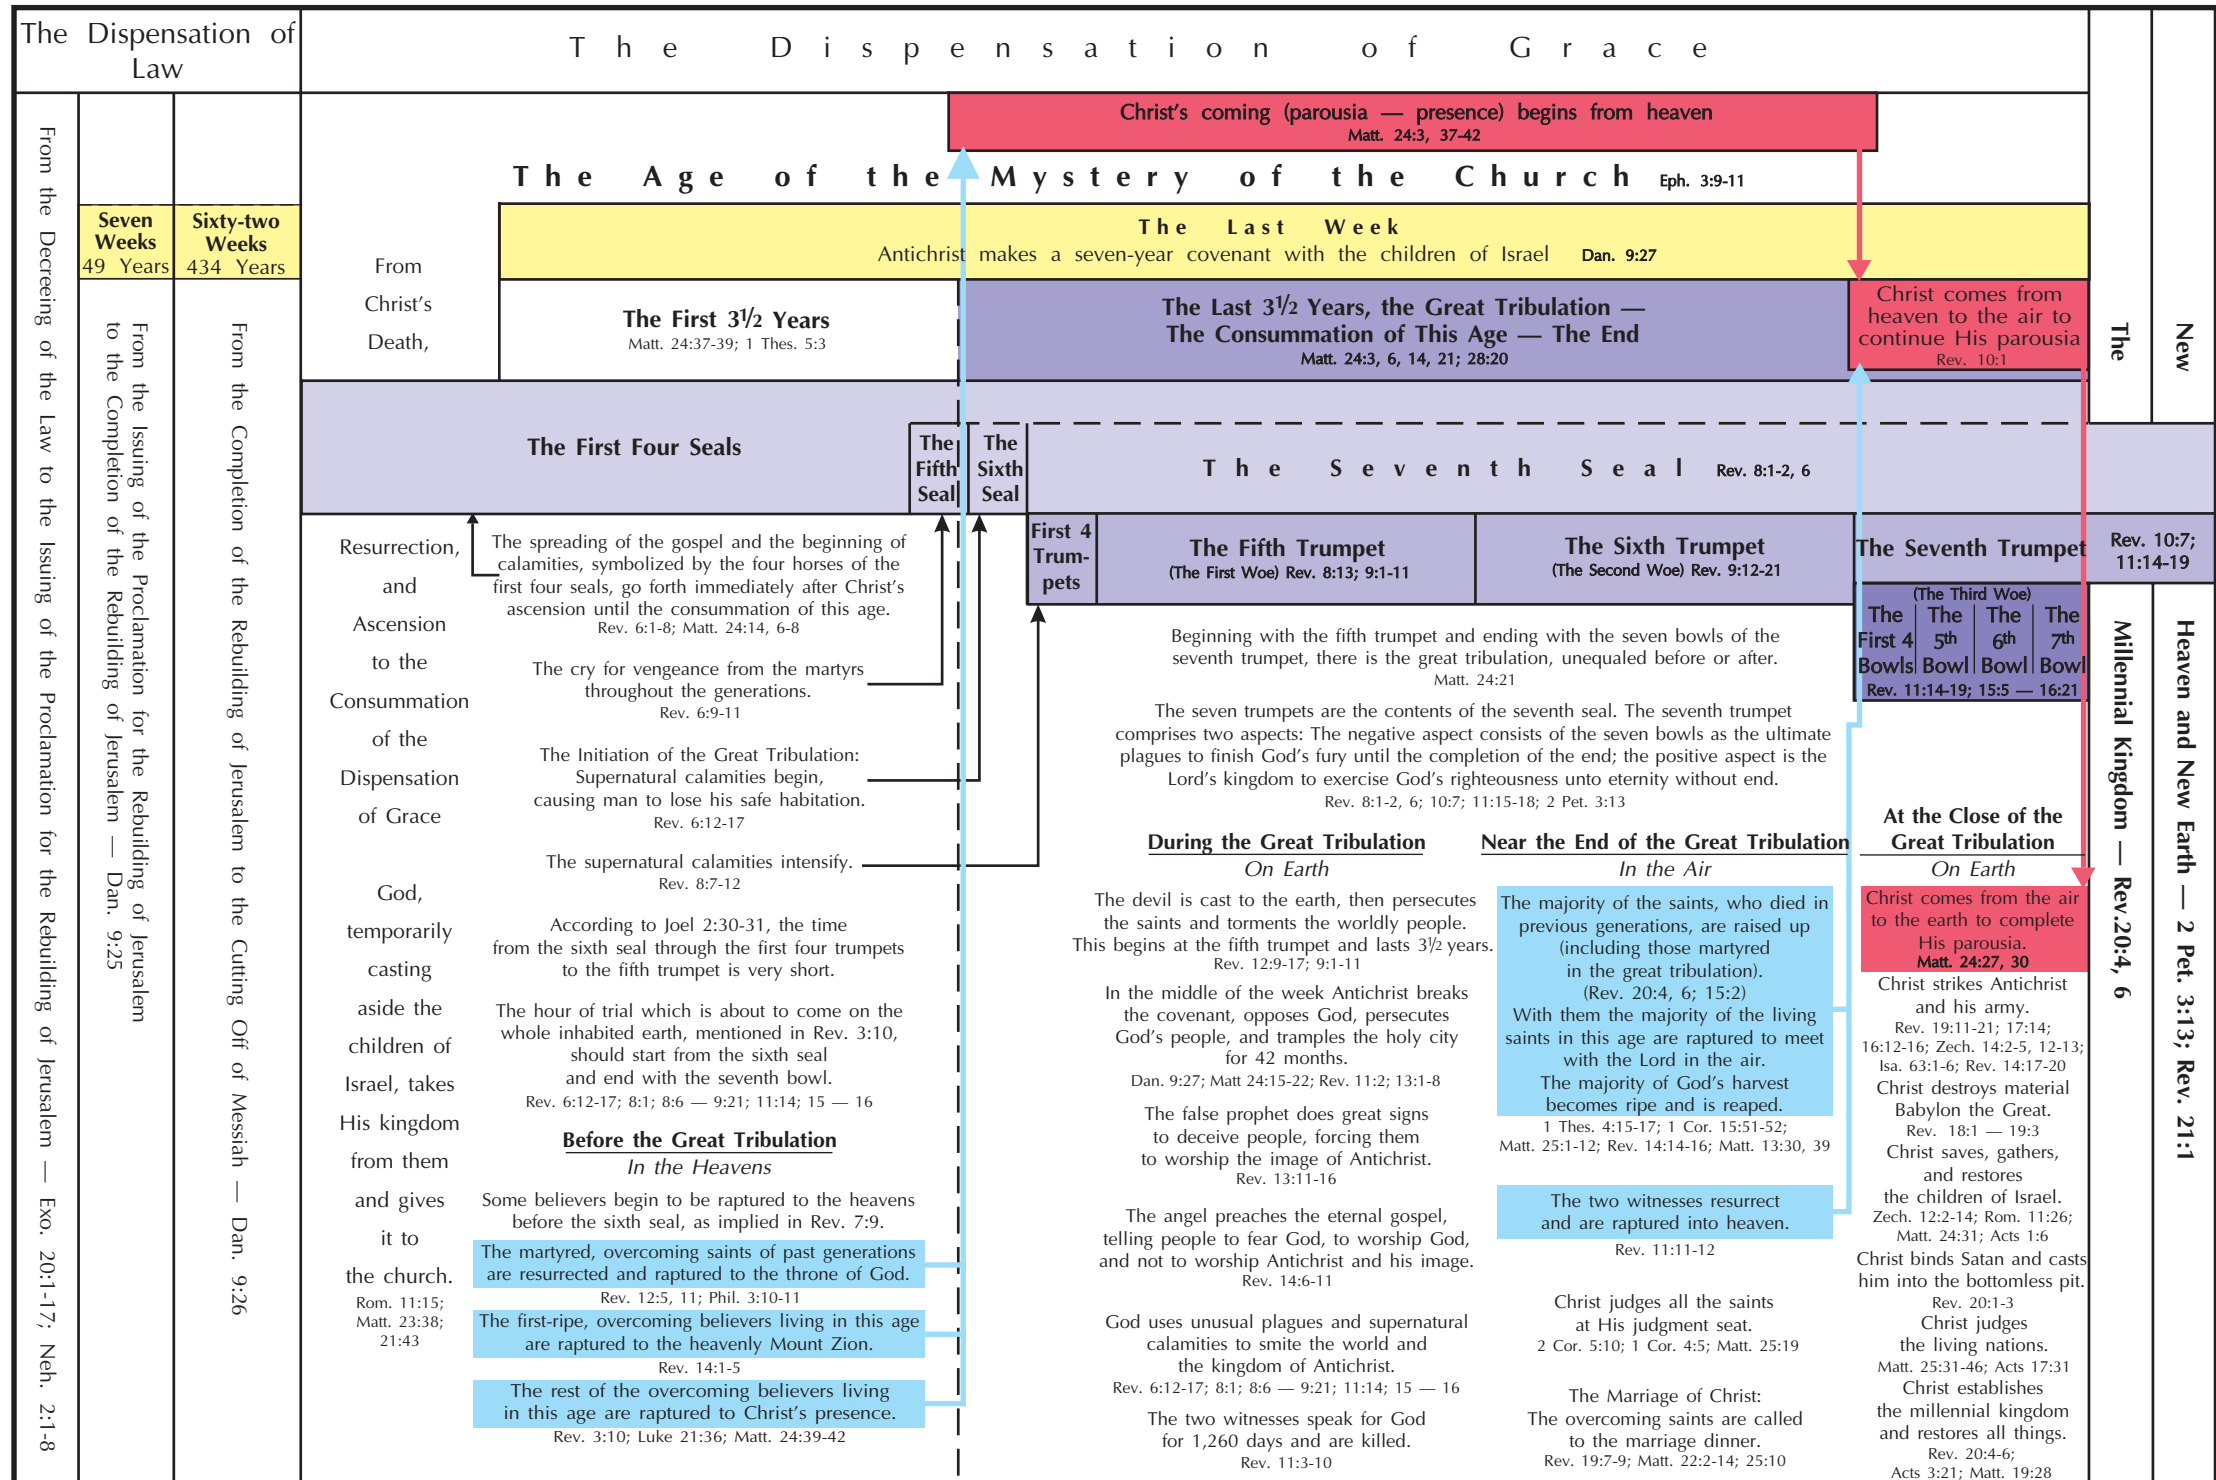 The Dispensation of
Law
The Dispensation of Grace
Christ's coming (parousia — presence) begins from heaven
Matt. 24:3, 37-42
The Age of the Mystery of the Church Eph. 3:9-11
From the Decreeing of the Law to the Issuing of the Proclamation for the Rebuilding of Jerusalem — Exo. 20:1-17; Neh. 2:1-8
Seven
Weeks
49 Years
From the Issuing of the Proclamation for the Rebuilding of Jerusalem
to the Completion of the Rebuilding of Jerusalem — Dan. 9:25
Sixty-two
Weeks
434 Years
From the Completion of the Rebuilding of Jerusalem to the Cutting Off of Messiah — Dan. 9:26
The Last Week
Antichrist makes a seven-year covenant with the children of Israel Dan. 9:27
From
Christ's
Death,
The First 3 1/2 Years
Matt. 24:37-39; 1 Thes. 5:3
The Last 3 1/2 Years, the Great Tribulation —
The Consummation of This Age — The End
Matt. 24:3, 6, 14, 21; 28:20
Christ comes from
heaven to the air to
continue His parousia
Rev. 10:1
The First Four Seals
The
Fifth
Seal
The
Sixth
Seal
The Seventh Seal Rev. 8:1-2, 6
First 4
Trum-
pets
The Fifth Trumpet
(The First Woe) Rev. 8:13; 9:1-11
The Sixth Trumpet
(The Second Woe) Rev. 9:12-21
The Seventh Trumpet
Rev. 10:7;
11:14-19
(The Third Woe)
The
First 4
Bowls
The
5th
Bowl
The
6th
Bowl
The
7th
Bowl
Rev. 11:14-19; 15:5 — 16:21
Resurrection,
and
Ascension
to the
Consummation
of the
Dispensation
of Grace
God,
temporarily
casting
aside the
children of
Israel, takes
His kingdom
from them
and gives
it to
the church.
Rom. 11:15;
Matt. 23:38;
21:43
The spreading of the gospel and the beginning of
calamities, symbolized by the four horses of the
first four seals, go forth immediately after Christ's
ascension until the consummation of this age.
Rev. 6:1-8; Matt. 24:14, 6-8
The cry for vengeance from the martyrs
throughout the generations.
Rev. 6:9-11
The Initiation of the Great Tribulation:
Supernatural calamities begin,
causing man to lose his safe habitation.
Rev. 6:12-17
The supernatural calamities intensify.
Rev. 8:7-12
According to Joel 2:30-31, the time
from the sixth seal through the first four trumpets
to the fifth trumpet is very short.
The hour of trial which is about to come on the
whole inhabited earth, mentioned in Rev. 3:10,
should start from the sixth seal
and end with the seventh bowl.
Rev. 6:12-17; 8:1; 8:6 — 9:21; 11:14; 15 — 16
Before the Great Tribulation
In the Heavens
Some believers begin to be raptured to the heavens
before the sixth seal, as implied in Rev. 7:9.
The martyred, overcoming saints of past generations
are resurrected and raptured to the throne of God.
Rev. 12:5, 11; Phil. 3:10-11
The first-ripe, overcoming believers living in this age
are raptured to the heavenly Mount Zion.
Rev. 14:1-5
The rest of the overcoming believers living
in this age are raptured to Christ's presence.
Rev. 3:10; Luke 21:36; Matt. 24:39-42
Beginning with the fifth trumpet and ending with the seven bowls of the
seventh trumpet, there is the great tribulation, unequaled before or after.
Matt. 24:21
The seven trumpets are the contents of the seventh seal. The seventh trumpet
comprises two aspects: The negative aspect consists of the seven bowls as the ultimate
plagues to finish God's fury until the completion of the end; the positive aspect is the
Lord's kingdom to exercise God's righteousness unto eternity without end.
Rev. 8:1-2, 6; 10:7; 11:15-18; 2 Pet. 3:13
During the Great Tribulation
On Earth
The devil is cast to the earth, then persecutes
the saints and torments the worldly people.
This begins at the fifth trumpet and lasts 3 1/2 years.
Rev. 12:9-17; 9:1-11
In the middle of the week Antichrist breaks
the covenant, opposes God, persecutes
God's people, and tramples the holy city
for 42 months.
Dan. 9:27; Matt 24:15-22; Rev. 11:2; 13:1-8
The false prophet does great signs
to deceive people, forcing them
to worship the image of Antichrist.
Rev. 13:11-16
The angel preaches the eternal gospel,
telling people to fear God, to worship God,
and not to worship Antichrist and his image.
Rev. 14:6-11
God uses unusual plagues and supernatural
calamities to smite the world and
the kingdom of Antichrist.
Rev. 6:12-17; 8:1; 8:6 — 9:21; 11:14; 15 — 16
The two witnesses speak for God
for 1,260 days and are killed.
Rev. 11:3-10
Near the End of the Great Tribulation
In the Air
The majority of the saints, who died in
previous generations, are raised up
(including those martyred
in the great tribulation).
(Rev. 20:4, 6; 15:2)
With them the majority of the living
saints in this age are raptured to meet
with the Lord in the air.
The majority of God's harvest
becomes ripe and is reaped.
1 Thes. 4:15-17; 1 Cor. 15:51-52;
Matt. 25:1-12; Rev. 14:14-16; Matt. 13:30, 39
The two witnesses resurrect
and are raptured into heaven.
Rev. 11:11-12
Christ judges all the saints
at His judgment seat.
2 Cor. 5:10; 1 Cor. 4:5; Matt. 25:19
The Marriage of Christ:
The overcoming saints are called
to the marriage dinner.
Rev. 19:7-9; Matt. 22:2-14; 25:10
At the Close of the
Great Tribulation
On Earth
Christ comes from the air
to the earth to complete
His parousia.
Matt. 24:27, 30
Christ strikes Antichrist
and his army.
Rev. 19:11-21; 17:14;
16:12-16; Zech. 14:2-5, 12-13;
Isa. 63:1-6; Rev. 14:17-20
Christ destroys material
Babylon the Great.
Rev. 18:1 — 19:3
Christ saves, gathers,
and restores
the children of Israel.
Zech. 12:2-14; Rom. 11:26;
Matt. 24:31; Acts 1:6
Christ binds Satan and casts
him into the bottomless pit.
Rev. 20:1-3
Christ judges
the living nations.
Matt. 25:31-46; Acts 17:31
Christ establishes
the millennial kingdom
and restores all things.
Rev. 20:4-6;
Acts 3:21; Matt. 19:28
The Millennial Kingdom — Rev.20:4, 6
New Heaven and New Earth — 2 Pet. 3:13; Rev. 21:1